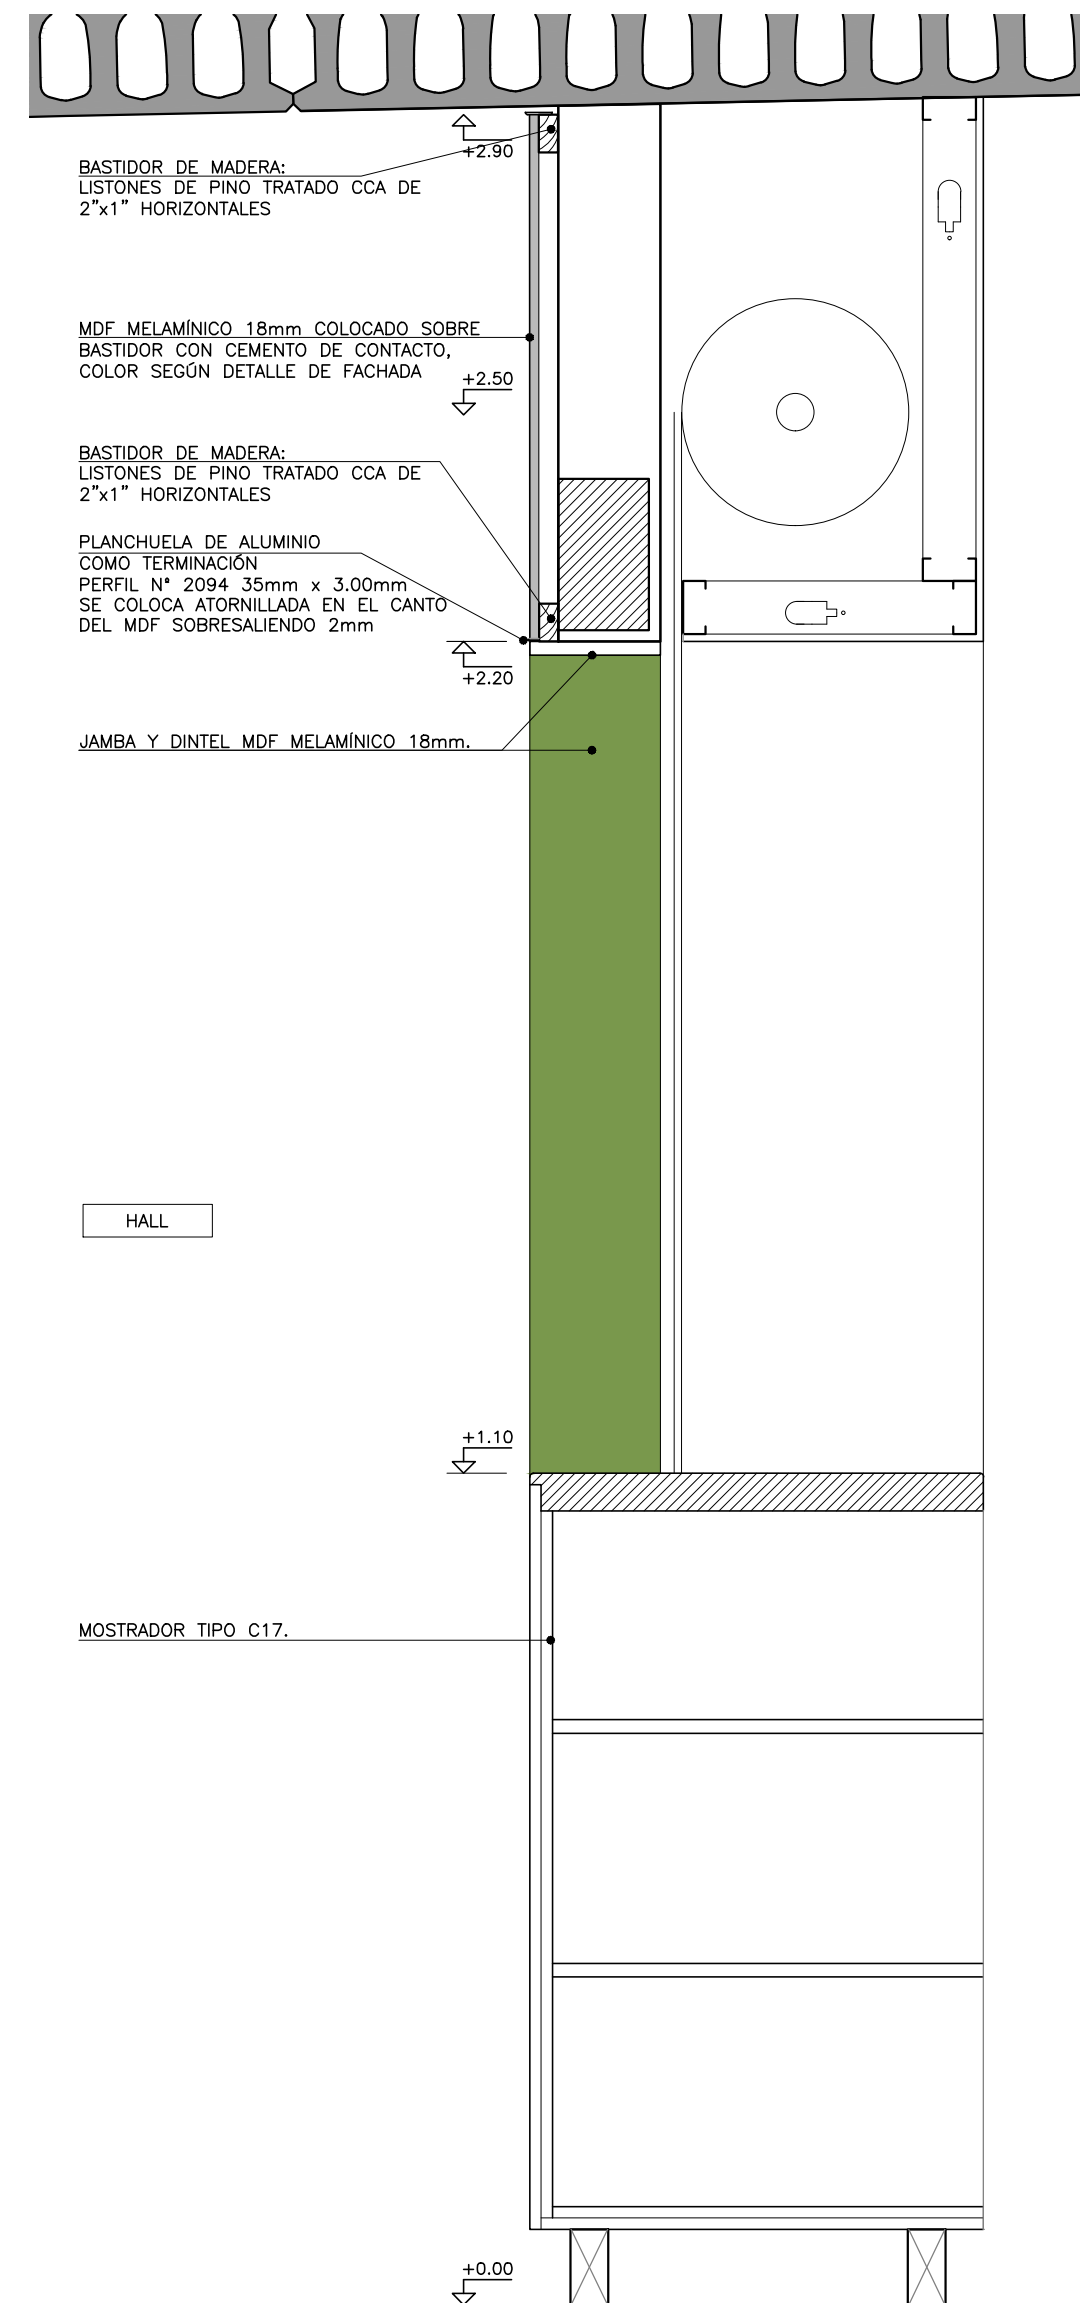 +2.90
BASTIDOR DE MADERA:
LISTONES DE PINO TRATADO CCA DE
2”x1” HORIZONTALES
MDF MELAMÍNICO 18mm COLOCADO SOBRE
BASTIDOR CON CEMENTO DE CONTACTO,
COLOR SEGÚN DETALLE DE FACHADA
+2.50
BASTIDOR DE MADERA:
LISTONES DE PINO TRATADO CCA DE
2”x1” HORIZONTALES
PLANCHUELA DE ALUMINIO
COMO TERMINACIÓN
PERFIL N° 2094 35mm x 3.00mm
SE COLOCA ATORNILLADA EN EL CANTO
DEL MDF SOBRESALIENDO 2mm
+2.20
JAMBA Y DINTEL MDF MELAMÍNICO 18mm.
HALL
+1.10
MOSTRADOR TIPO C17.
+0.00